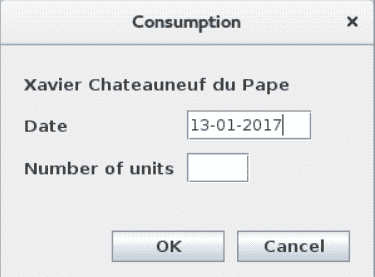 Consumption ×
Xavier Chateauneuf du Pape
Date 13-01-2017
Number of units
OK Cancel